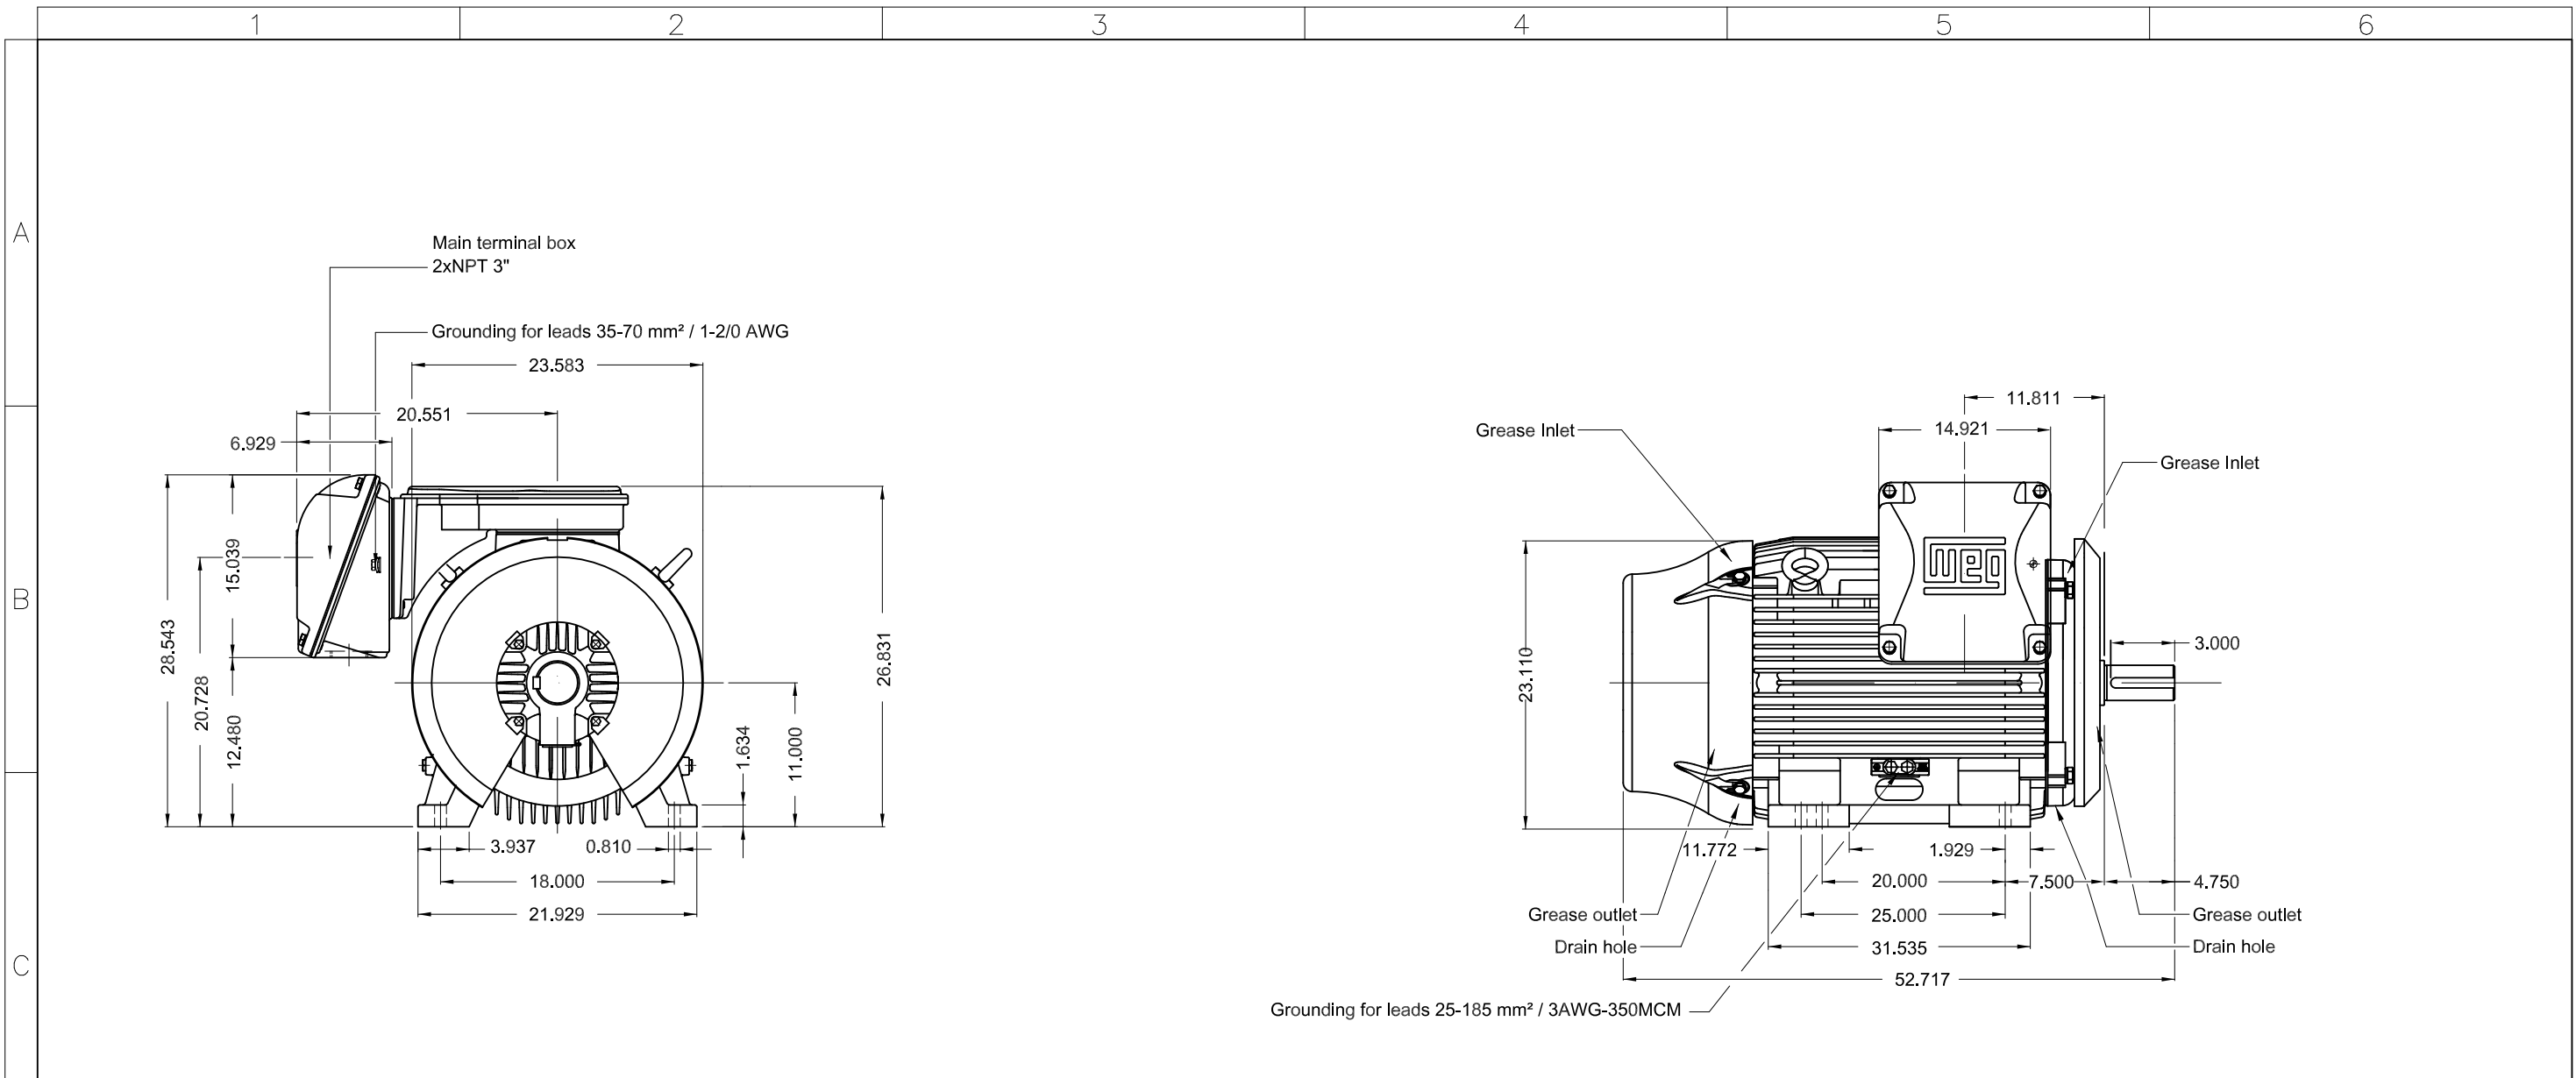 1 2 3 4 5 6
A
B
C
Main terminal box
2xNPT 3"
Grounding for leads 35-70 mm² / 1-2/0 AWG
23.583
20.551
6.929
28.543
20.728
15.039
12.480
26.831
11.000
1.634
3.937
0.810
18.000
21.929
11.811
14.921
Grease Inlet
Grease Inlet
weg
23.110
3.000
11.772
1.929
20.000
7.500
4.750
Grease outlet
25.000
Grease outlet
Drain hole
31.535
Drain hole
52.717
Grounding for leads 25-185 mm² / 3AWG-350MCM